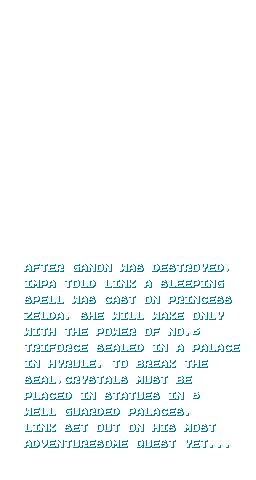 AFTER GANON WAS DESTROYED,
IMPA TOLD LINK A SLEEPING
SPELL WAS CAST ON PRINCESS
ZELDA. SHE WILL WAKE ONLY
WITH THE POWER OF NO.3
TRIFORCE SEALED IN A PALACE
IN HYRULE. TO BREAK THE
SEAL,CRYSTALS MUST BE
PLACED IN STATUES IN 6
WELL GUARDED PALACES.
LINK SET OUT ON HIS MOST
ADVENTURESOME QUEST YET...